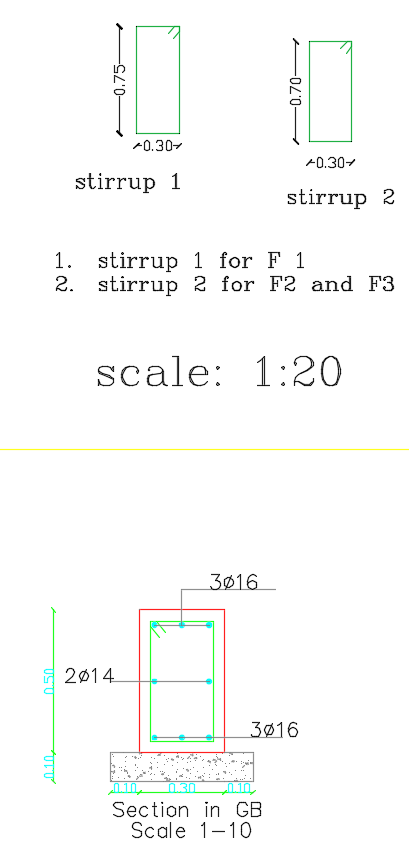 0.75
0.30
stirrup 1
0.70
0.30
stirrup 2
1. stirrup 1 for F 1
2. stirrup 2 for F2 and F3
scale: 1:20
3ø16
0.50
2ø14
3ø16
0.10
0.10 0.30 0.10
Section in GB
Scale 1-10